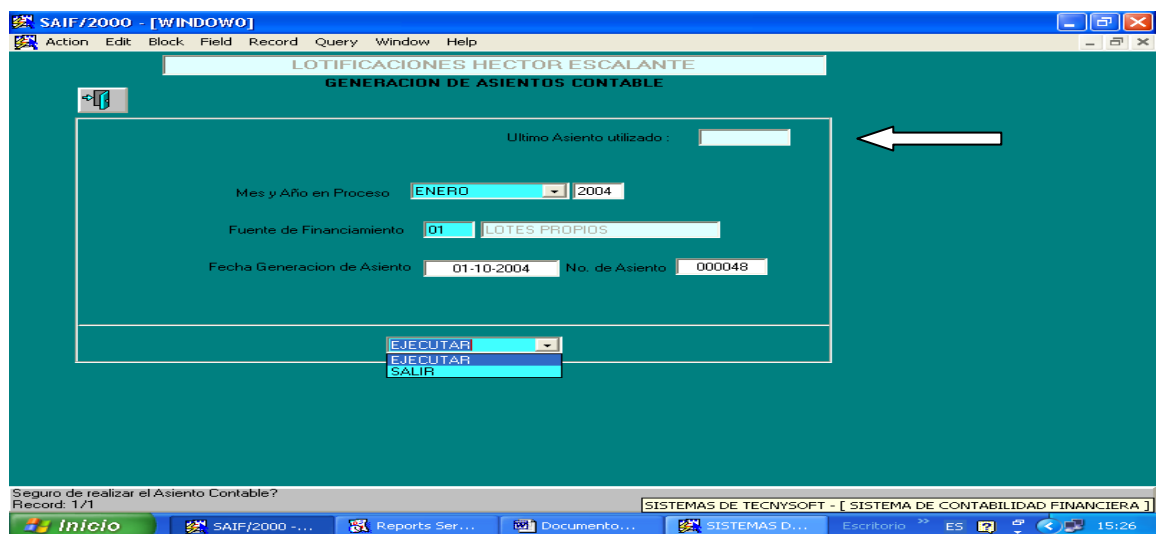 SAIF/2000 - [WINDOW0]
Action Edit Block Field Record Query Window Help
LOTIFICACIONES HECTOR ESCALANTE
GENERACION DE ASIENTOS CONTABLE
Ultimo Asiento utilizado :
Mes y Año en Proceso ENERO 2004
Fuente de Financiamiento 01 LOTES PROPIOS
Fecha Generacion de Asiento 01-10-2004 No. de Asiento 000048
EJECUTAR
EJECUTAR
SALIR
Seguro de realizar el Asiento Contable?
Record: 1/1
SISTEMAS DE TECNYSOFT - [ SISTEMA DE CONTABILIDAD FINANCIERA ]
Inicio SAIF/2000 -... Reports Ser... Documento... SISTEMAS D... Escritorio » ES 15:26